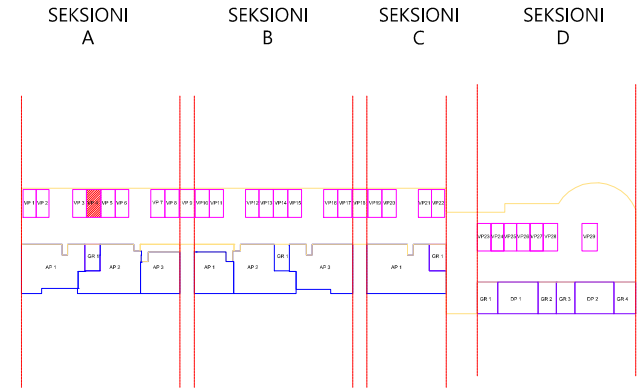 SEKSIONI SEKSIONI SEKSIONI SEKSIONI
A B C D
VP 1 VP 2 VP 3 VP 4 VP 5 VP 6 VP 7 VP 8 VP 9 VP10 VP11 VP12 VP13 VP14 VP15 VP16 VP17 VP18 VP19 VP20 VP21 VP22
VP23 VP24 VP25 VP26 VP27 VP28 VP29
GR 1 GR 1 GR 1
AP 1 AP 2 AP 3 AP 1 AP 2 AP 3 AP 1
GR 1 DP 1 GR 2 GR 3 DP 2 GR 4